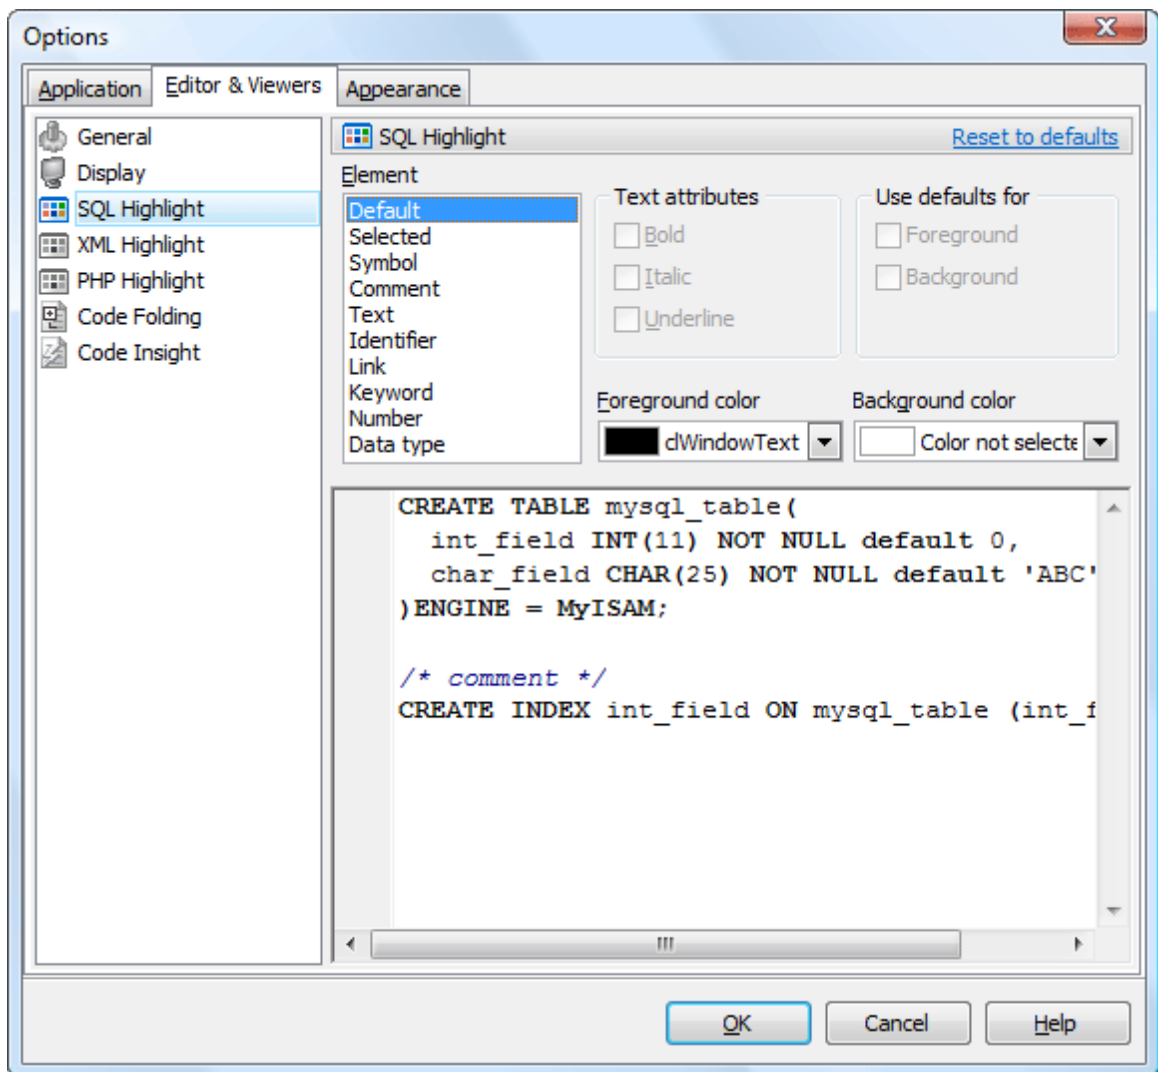 Options
Application
Editor & Viewers
Appearance
General
Display
SQL Highlight
XML Highlight
PHP Highlight
Code Folding
Code Insight
SQL Highlight
Reset to defaults
Element
Default
Selected
Symbol
Comment
Text
Identifier
Link
Keyword
Number
Data type
Text attributes
Bold
Italic
Underline
Use defaults for
Foreground
Background
Foreground color
clWindowText
Background color
Color not selecte
CREATE TABLE mysql_table(
int_field INT(11) NOT NULL default 0,
char_field CHAR(25) NOT NULL default 'ABC'
)ENGINE = MyISAM;
/* comment */
CREATE INDEX int_field ON mysql_table (int_f
OK
Cancel
Help